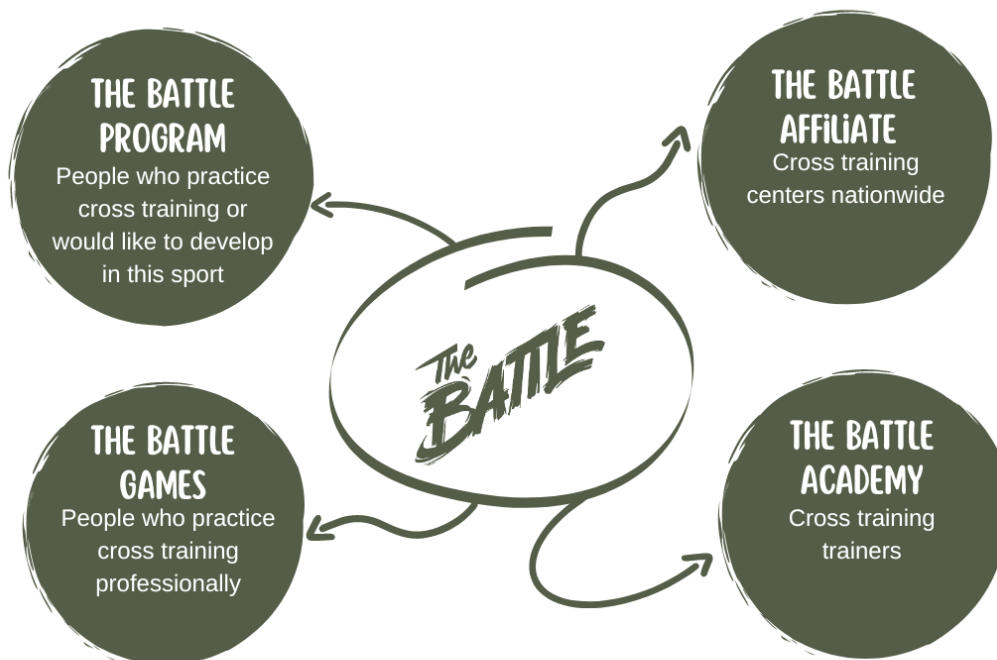 THE BATTLE
PROGRAM
People who practice
cross training or
would like to develop
in this sport
THE BATTLE
AFFiLiATE
Cross training
centers nationwide
The
BATTLE
THE BATTLE
GAMES
People who practice
cross training
professionally
THE BATTLE
ACADEMY
Cross training
trainers